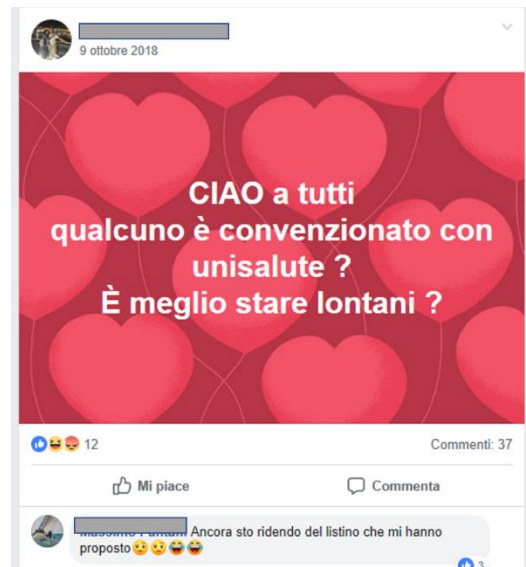 9 ottobre 2018
CIAO a tutti
qualcuno è convenzionato con
unisalute ?
È meglio stare lontani ?
12
Commenti: 37
Mi piace
Commenta
Ancora sto ridendo del listino che mi hanno
proposto😟😟😂😂
3